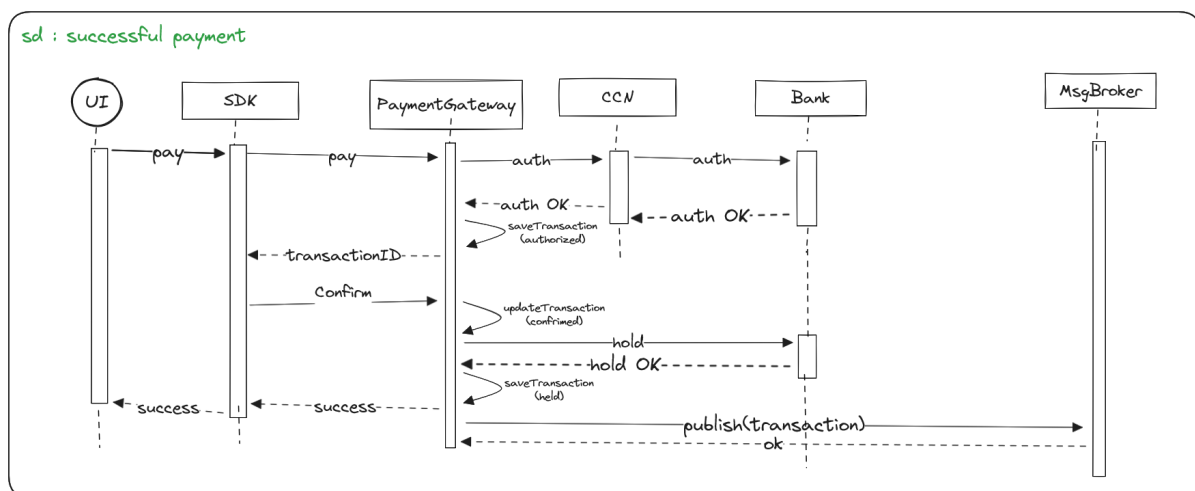 sd : successful payment
UI
SDK
PaymentGateway
CCN
Bank
MsgBroker
pay
pay
auth
auth
auth OK
auth OK
saveTransaction
(authorized)
transactionID
Confirm
updateTransaction
(confrimed)
hold
hold OK
saveTransaction
(held)
success
success
publish(transaction)
ok